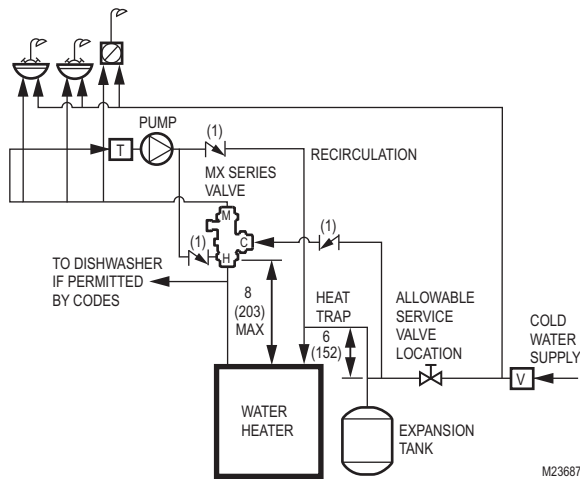 PUMP
(1)
T
RECIRCULATION
MX SERIES
VALVE
M
(1)
C
(1)
H
TO DISHWASHER
IF PERMITTED
BY CODES
8
(203)
MAX
HEAT
TRAP
6
(152)
ALLOWABLE
SERVICE
VALVE
LOCATION
COLD
WATER
SUPPLY
V
WATER
HEATER
EXPANSION
TANK
M23687